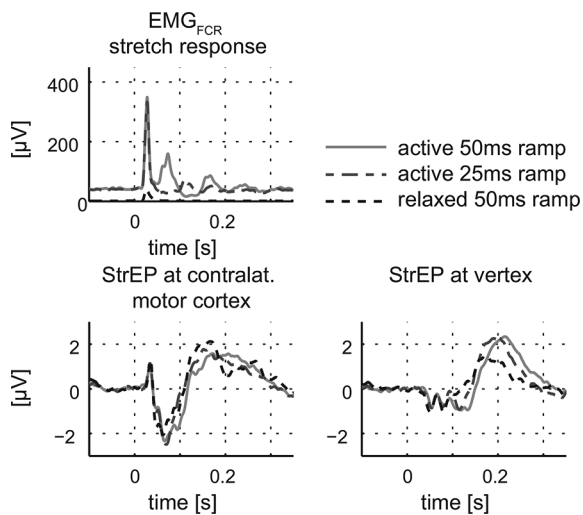 EMG_FCR
stretch response
400
200
0
[µV]
0
0.2
time [s]
active 50ms ramp
active 25ms ramp
relaxed 50ms ramp
StrEP at contralat.
motor cortex
2
0
−2
[µV]
0
0.2
time [s]
StrEP at vertex
2
0
−2
0
0.2
time [s]